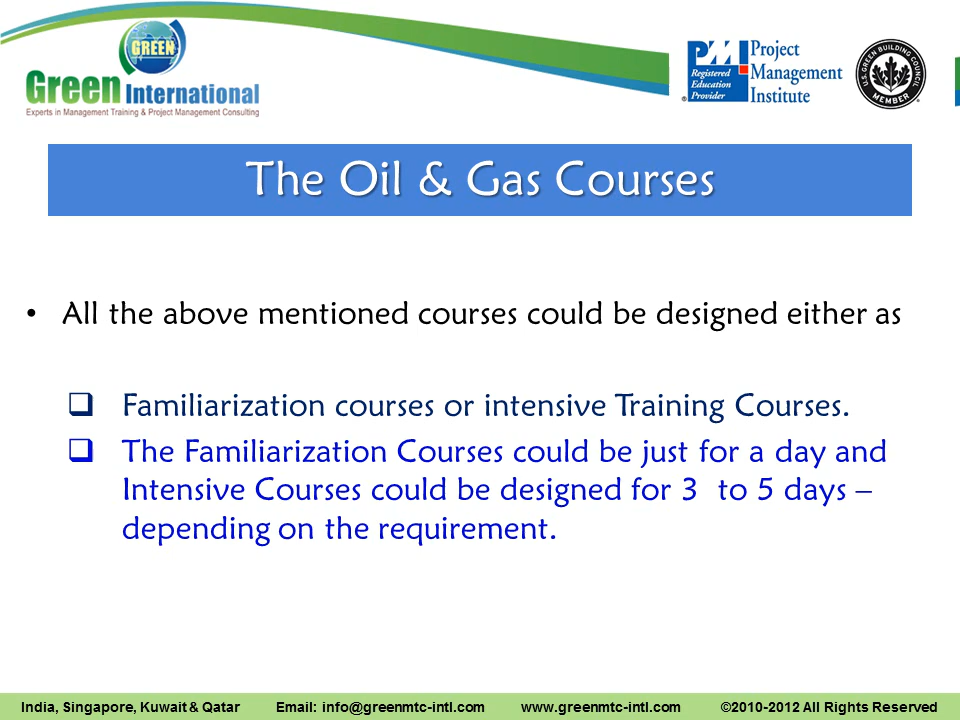 GREEN
Green International
Experts in Management Training & Project Management Consulting
PMI
Registered
Education
Provider
®
Project
Management
Institute
U.S. GREEN BUILDING COUNCIL
MEMBER
The Oil & Gas Courses
• All the above mentioned courses could be designed either as
❑ Familiarization courses or intensive Training Courses.
❑ The Familiarization Courses could be just for a day and
Intensive Courses could be designed for 3 to 5 days –
depending on the requirement.
India, Singapore, Kuwait & Qatar Email: info@greenmtc-intl.com www.greenmtc-intl.com ©2010-2012 All Rights Reserved